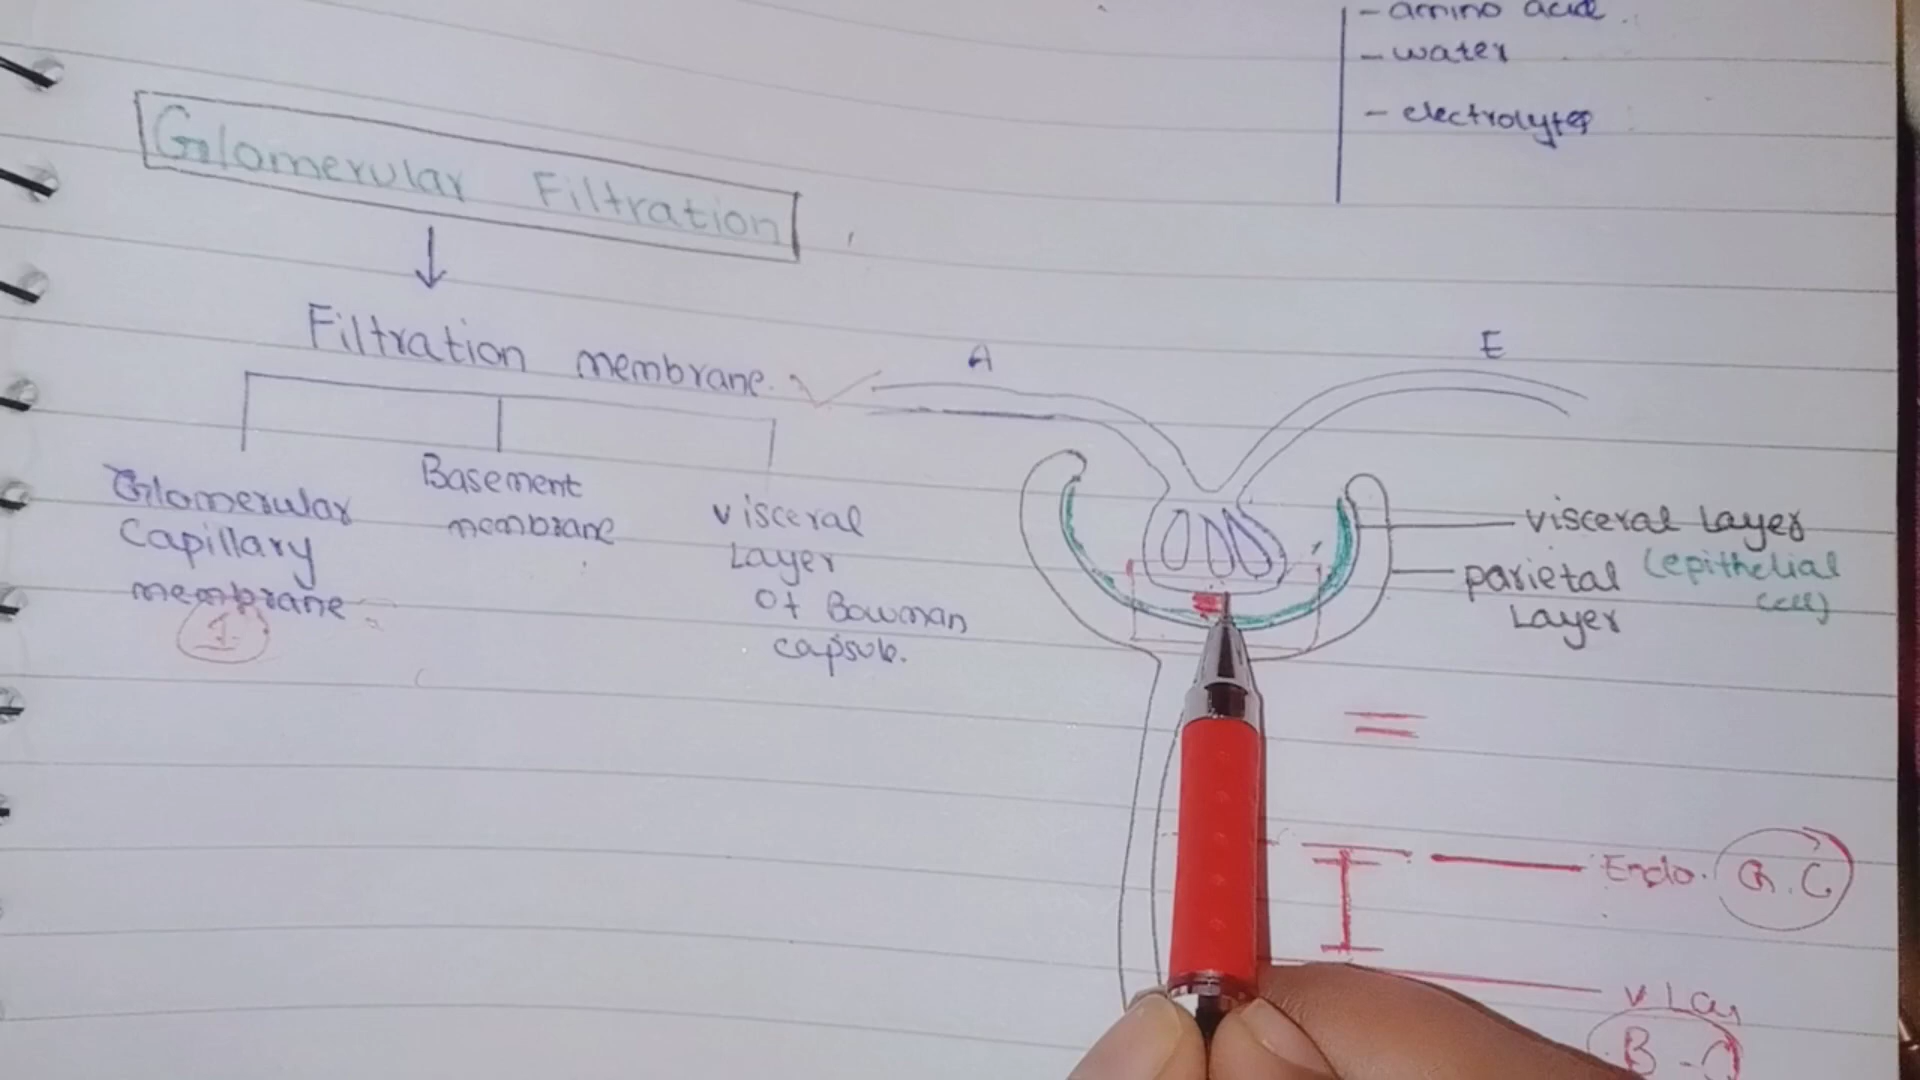 - amino acid
- water
- electrolytes
Glomerular Filtration
Filtration membrane.
A
E
Glomerular
Capillary
membrane
1
Basement
membrane
visceral
Layer
Of Bowman
capsule.
visceral Layer
parietal (epithelial
Layer cell)
=
Endo. G.C
v Lay
B - C